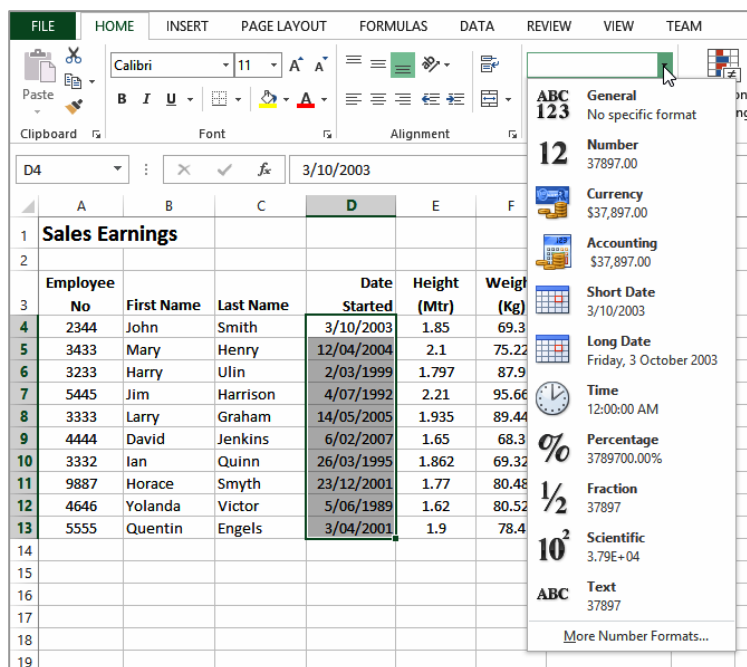 FILE HOME INSERT PAGE LAYOUT FORMULAS DATA REVIEW VIEW TEAM
Calibri 11 A A
Paste B I U A
Clipboard Font Alignment
D4 fx 3/10/2003
A B C D E F
1 Sales Earnings
2
Employee Date Height Weigh
3 No First Name Last Name Started (Mtr) (Kg)
4 2344 John Smith 3/10/2003 1.85 69.3
5 3433 Mary Henry 12/04/2004 2.1 75.22
6 3233 Harry Ulin 2/03/1999 1.797 87.9
7 5445 Jim Harrison 4/07/1992 2.21 95.66
8 3333 Larry Graham 14/05/2005 1.935 89.44
9 4444 David Jenkins 6/02/2007 1.65 68.3
10 3332 Ian Quinn 26/03/1995 1.862 69.32
11 9887 Horace Smyth 23/12/2001 1.77 80.48
12 4646 Yolanda Victor 5/06/1989 1.62 80.52
13 5555 Quentin Engels 3/04/2001 1.9 78.4
14
15
16
17
18
19
ABC General
123 No specific format
12 Number
37897.00
Currency
$37,897.00
Accounting
$37,897.00
Short Date
3/10/2003
Long Date
Friday, 3 October 2003
Time
12:00:00 AM
% Percentage
3789700.00%
½ Fraction
37897
10² Scientific
3.79E+04
ABC Text
37897
More Number Formats...